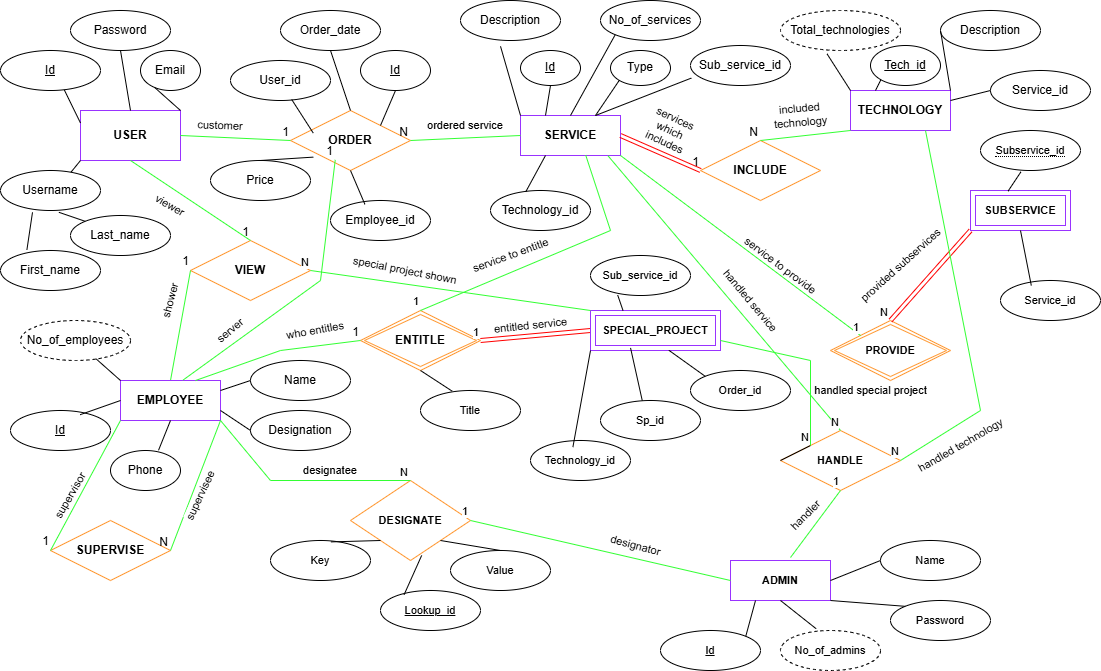 Password
Id
Email
USER
Username
Last_name
First_name
customer
Order_date
User_id
Id
1
ORDER
1
N
Price
Employee_id
ordered service
Description
No_of_services
Id
Type
Sub_service_id
SERVICE
Technology_id
services
which
includes
Total_technologies
Description
Tech_id
Service_id
TECHNOLOGY
included
technology
N
1
INCLUDE
Subservice_id
SUBSERVICE
Service_id
provided subservices
service to provide
1
N
PROVIDE
viewer
1
1
VIEW
N
special project shown
shower
server
service to entitle
handled service
Sub_service_id
SPECIAL_PROJECT
Order_id
Sp_id
Technology_id
who entitles
1
1
ENTITLE
1
entitled service
Title
No_of_employees
EMPLOYEE
Name
Id
Designation
Phone
supervisor
supervisee
1
SUPERVISE
N
designatee
N
DESIGNATE
1
designator
Key
Value
Lookup_id
handled special project
N
N
N
HANDLE
1
handled technology
handler
ADMIN
Name
Password
Id
No_of_admins